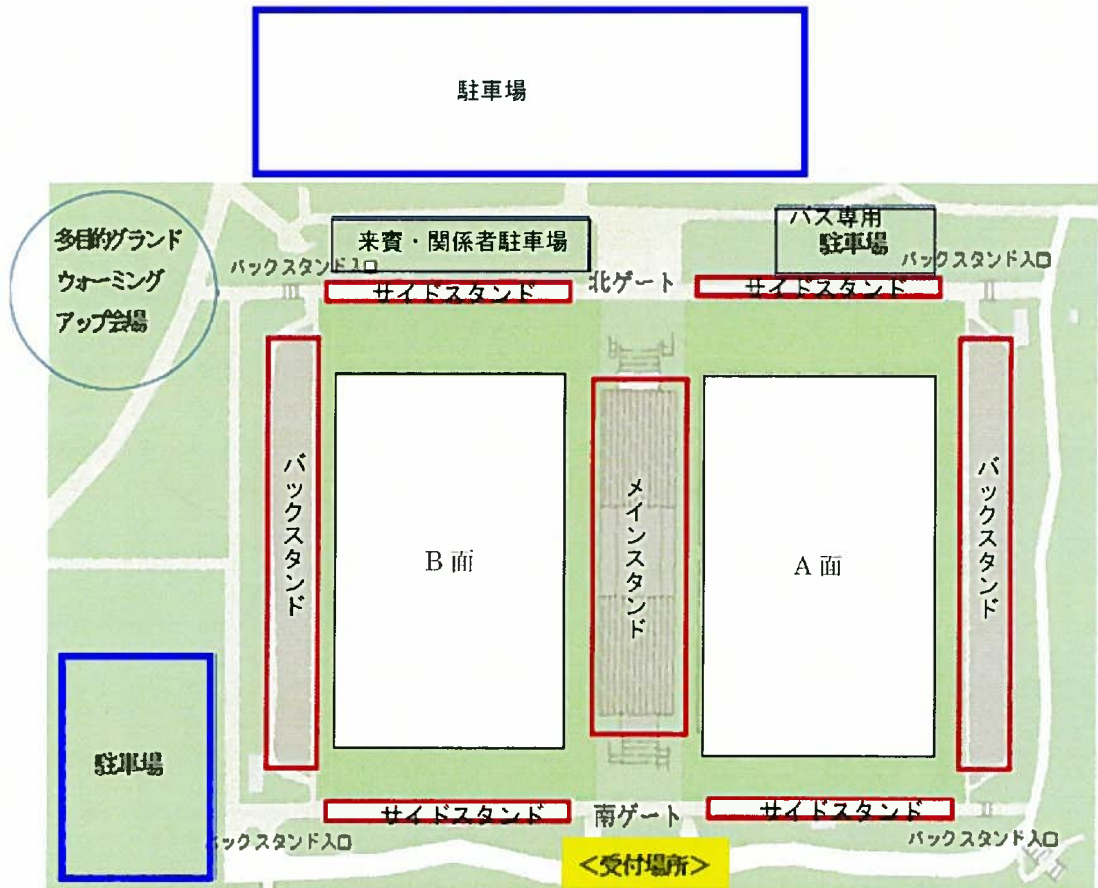 駐車場
多目的グランド
ウォーミング
アップ会場
来賓・関係者駐車場
バス専用
駐車場
バックスタンド入口
バックスタンド入口
サイドスタンド
北ゲート
サイドスタンド
バックスタンド
B 面
メインスタンド
A 面
バックスタンド
駐車場
サイドスタンド
南ゲート
サイドスタンド
バックスタンド入口
バックスタンド入口
＜受付場所＞